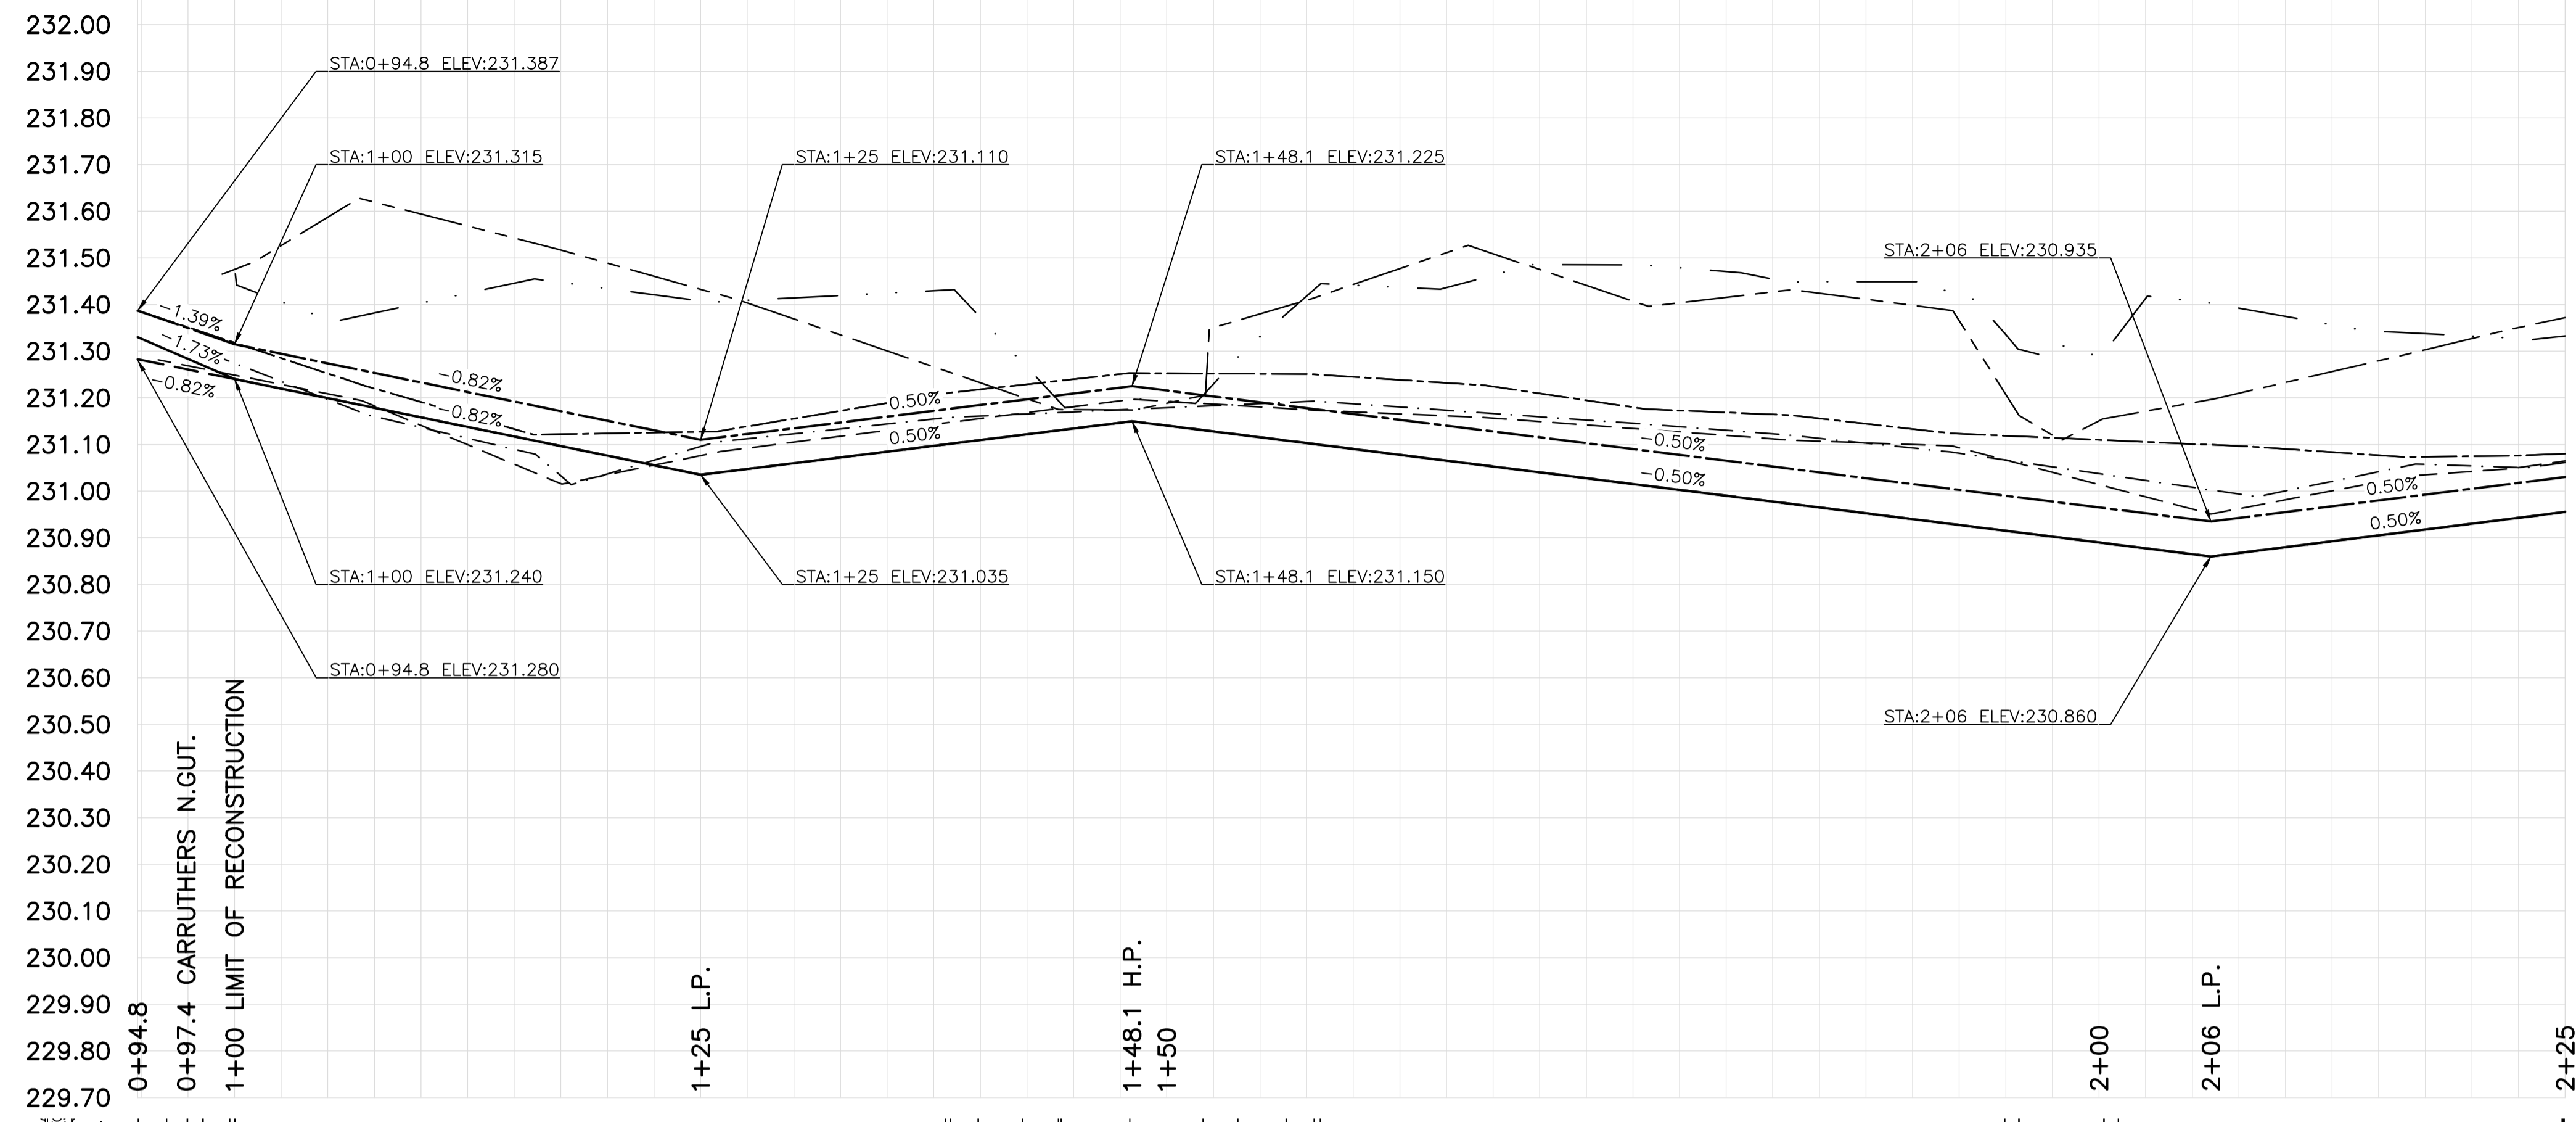 232.00
231.90
231.80
231.70
231.60
231.50
231.40
231.30
231.20
231.10
231.00
230.90
230.80
230.70
230.60
230.50
230.40
230.30
230.20
230.10
230.00
229.90
229.80
229.70
STA:0+94.8 ELEV:231.387
STA:1+00 ELEV:231.315
STA:1+25 ELEV:231.110
STA:1+48.1 ELEV:231.225
STA:2+06 ELEV:230.935
-1.39%
-1.73%
-0.82%
-0.82%
-0.82%
0.50%
0.50%
-0.50%
-0.50%
0.50%
0.50%
STA:1+00 ELEV:231.240
STA:1+25 ELEV:231.035
STA:1+48.1 ELEV:231.150
STA:0+94.8 ELEV:231.280
STA:2+06 ELEV:230.860
0+94.8
0+97.4 CARRUTHERS N.GUT.
1+00 LIMIT OF RECONSTRUCTION
1+25 L.P.
1+48.1 H.P.
1+50
2+00
2+06 L.P.
2+25